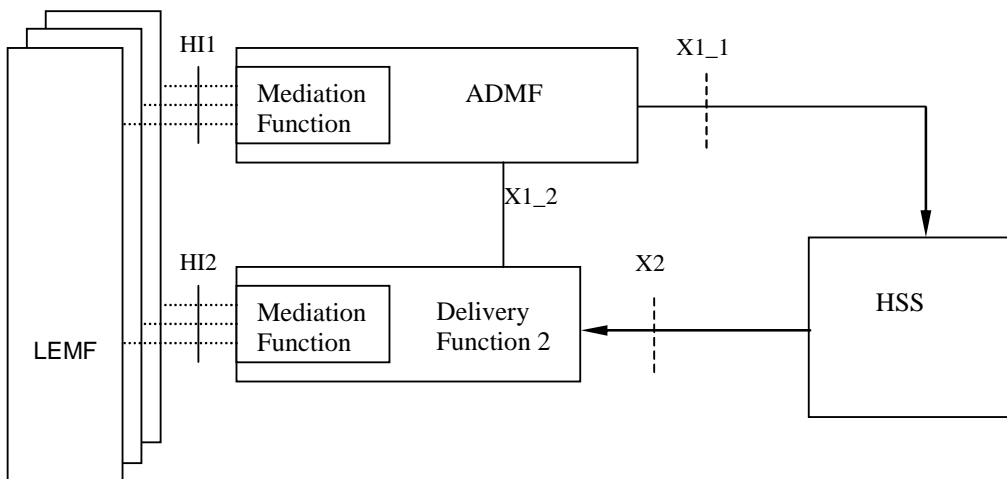 HI1
X1_1
Mediation
Function
ADMF
X1_2
HI2
X2
Mediation
Function
Delivery
Function 2
HSS
LEMF